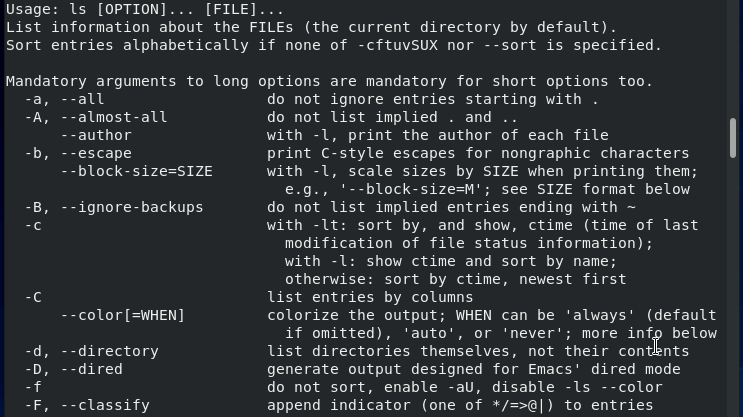 Usage: ls [OPTION]... [FILE]...
List information about the FILEs (the current directory by default).
Sort entries alphabetically if none of -cftuvSUX nor --sort is specified.

Mandatory arguments to long options are mandatory for short options too.
  -a, --all                  do not ignore entries starting with .
  -A, --almost-all           do not list implied . and ..
      --author               with -l, print the author of each file
  -b, --escape               print C-style escapes for nongraphic characters
      --block-size=SIZE      with -l, scale sizes by SIZE when printing them;
                               e.g., '--block-size=M'; see SIZE format below
  -B, --ignore-backups       do not list implied entries ending with ~
  -c                         with -lt: sort by, and show, ctime (time of last
                               modification of file status information);
                               with -l: show ctime and sort by name;
                               otherwise: sort by ctime, newest first
  -C                         list entries by columns
      --color[=WHEN]         colorize the output; WHEN can be 'always' (default
                               if omitted), 'auto', or 'never'; more info below
  -d, --directory            list directories themselves, not their contents
  -D, --dired                generate output designed for Emacs' dired mode
  -f                         do not sort, enable -aU, disable -ls --color
  -F, --classify             append indicator (one of */=>@|) to entries